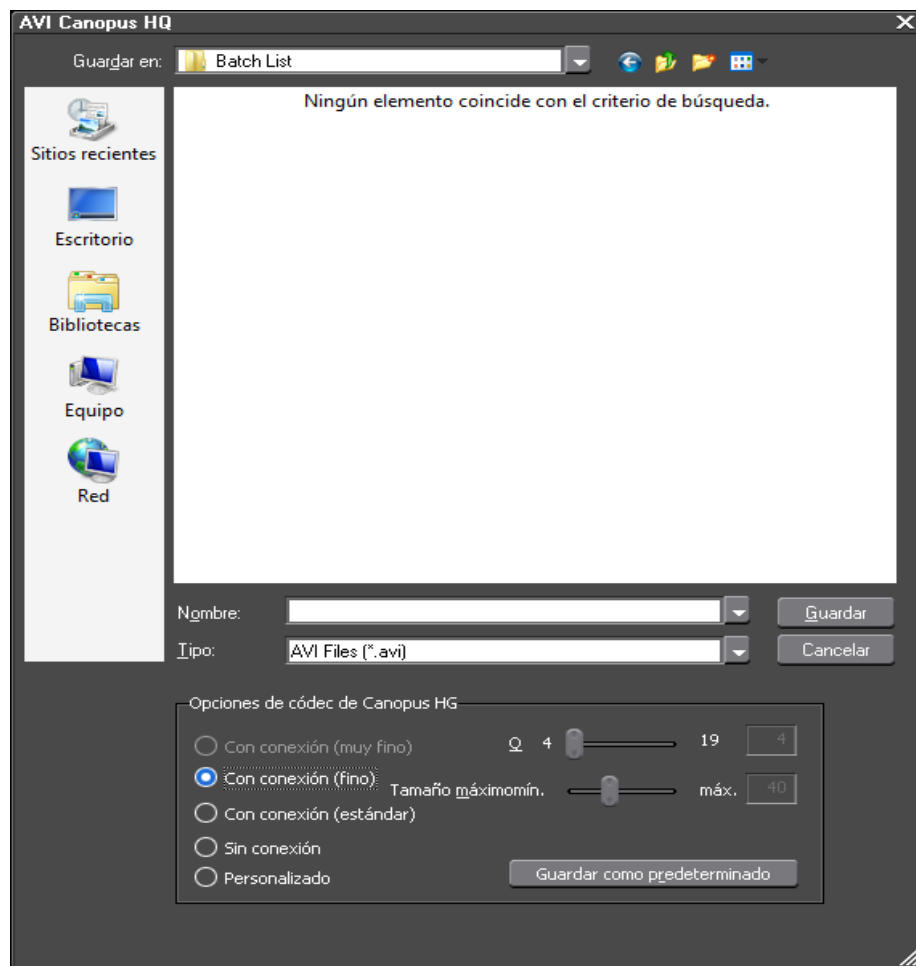 AVI Canopus HQ
Guardar en: Batch List
Ningún elemento coincide con el criterio de búsqueda.
Sitios recientes
Escritorio
Bibliotecas
Equipo
Red
Nombre: Guardar
Tipo: AVI Files (*.avi) Cancelar
Opciones de códec de Canopus HG
Con conexión (muy fino) Q 4 19 4
Con conexión (fino) Tamaño máximomín. máx. 40
Con conexión (estándar)
Sin conexión
Personalizado Guardar como predeterminado